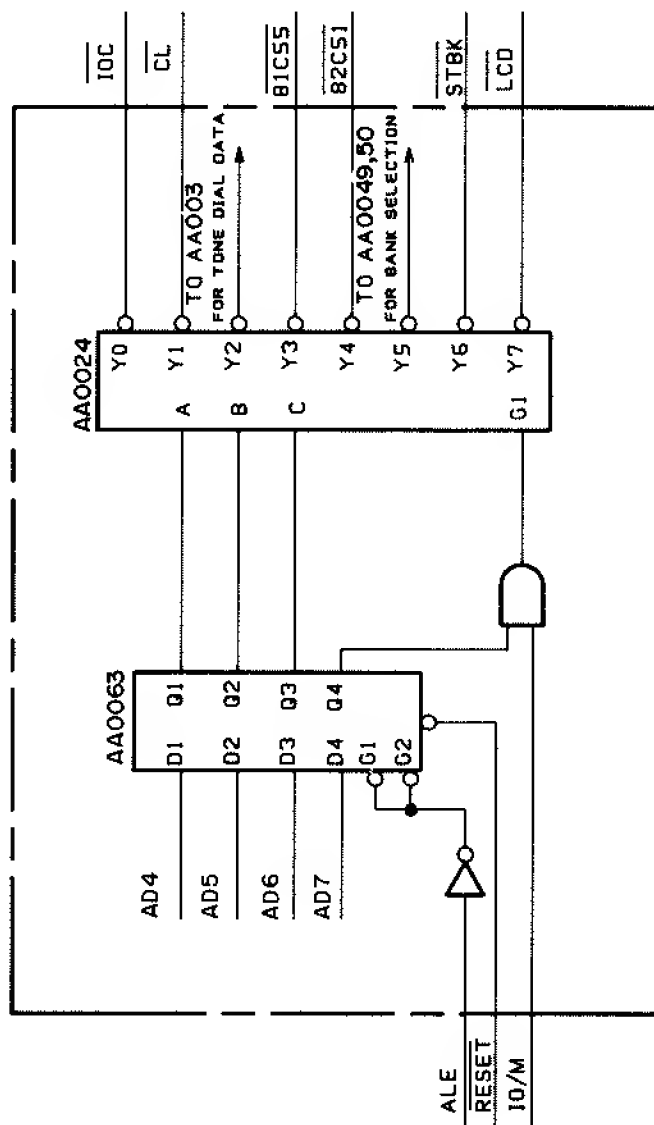 ALE
RESET
IO/M
AD4
AD5
AD6
AD7
AA0063
D1 Q1
D2 Q2
D3 Q3
D4 Q4
G1
G2
AA0024
A
B
C
G1
Y0
Y1
Y2
Y3
Y4
Y5
Y6
Y7
IOC
CL
TO AA003
FOR TONE DIAL DATA
B1CS5
B2CS1
TO AA0049,50
FOR BANK SELECTION
STBK
LCD